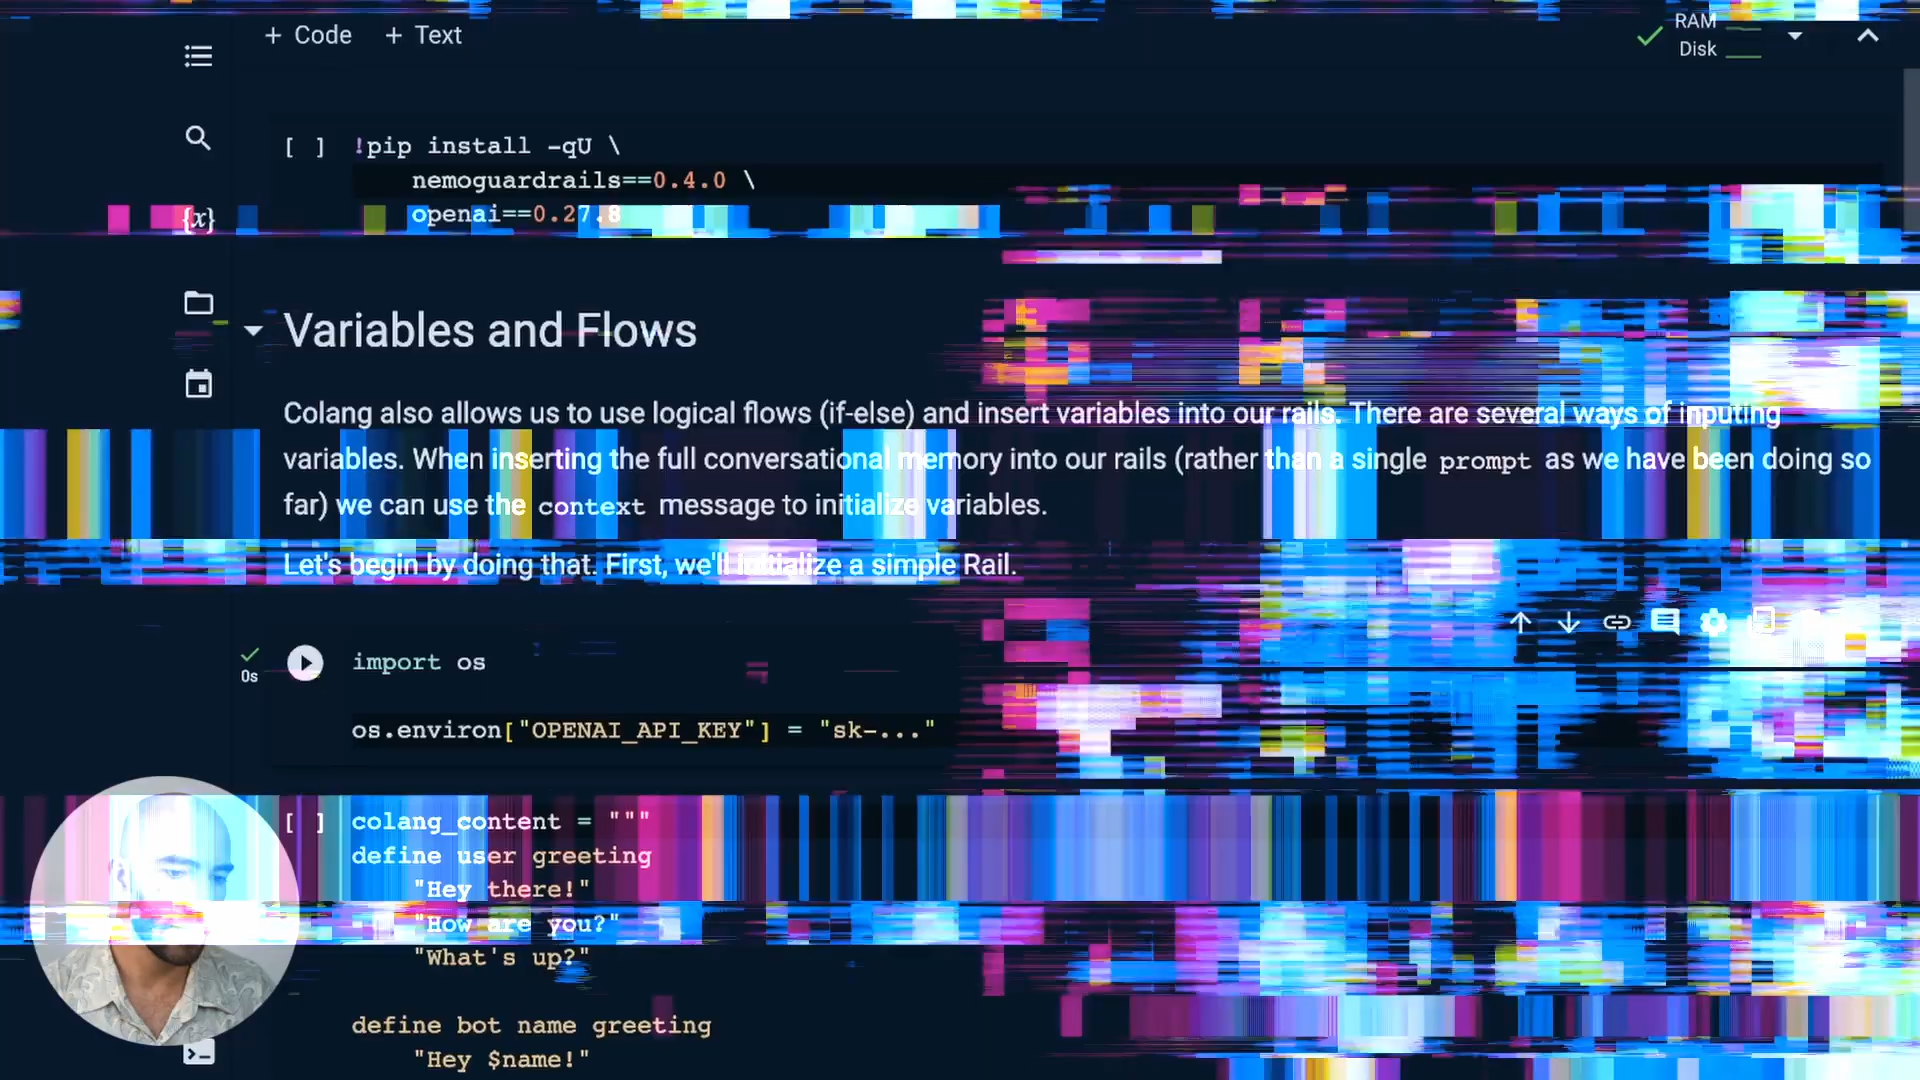 + Code + Text
RAM
Disk
[ ] !pip install -qU \
nemoguardrails==0.4.0 \
{x}
openai==0.27.8
Variables and Flows
Colang also allows us to use logical flows (if-else) and insert variables into our rails. There are several ways of inputing
variables. When inserting the full conversational memory into our rails (rather than a single prompt as we have been doing so
far) we can use the context message to initialize variables.
Let's begin by doing that. First, we'll initialize a simple Rail.
import os
0s
os.environ["OPENAI_API_KEY"] = "sk-..."
[ ] colang_content = """
define user greeting
"Hey there!"
"How are you?"
"What's up?"
define bot name greeting
"Hey $name!"